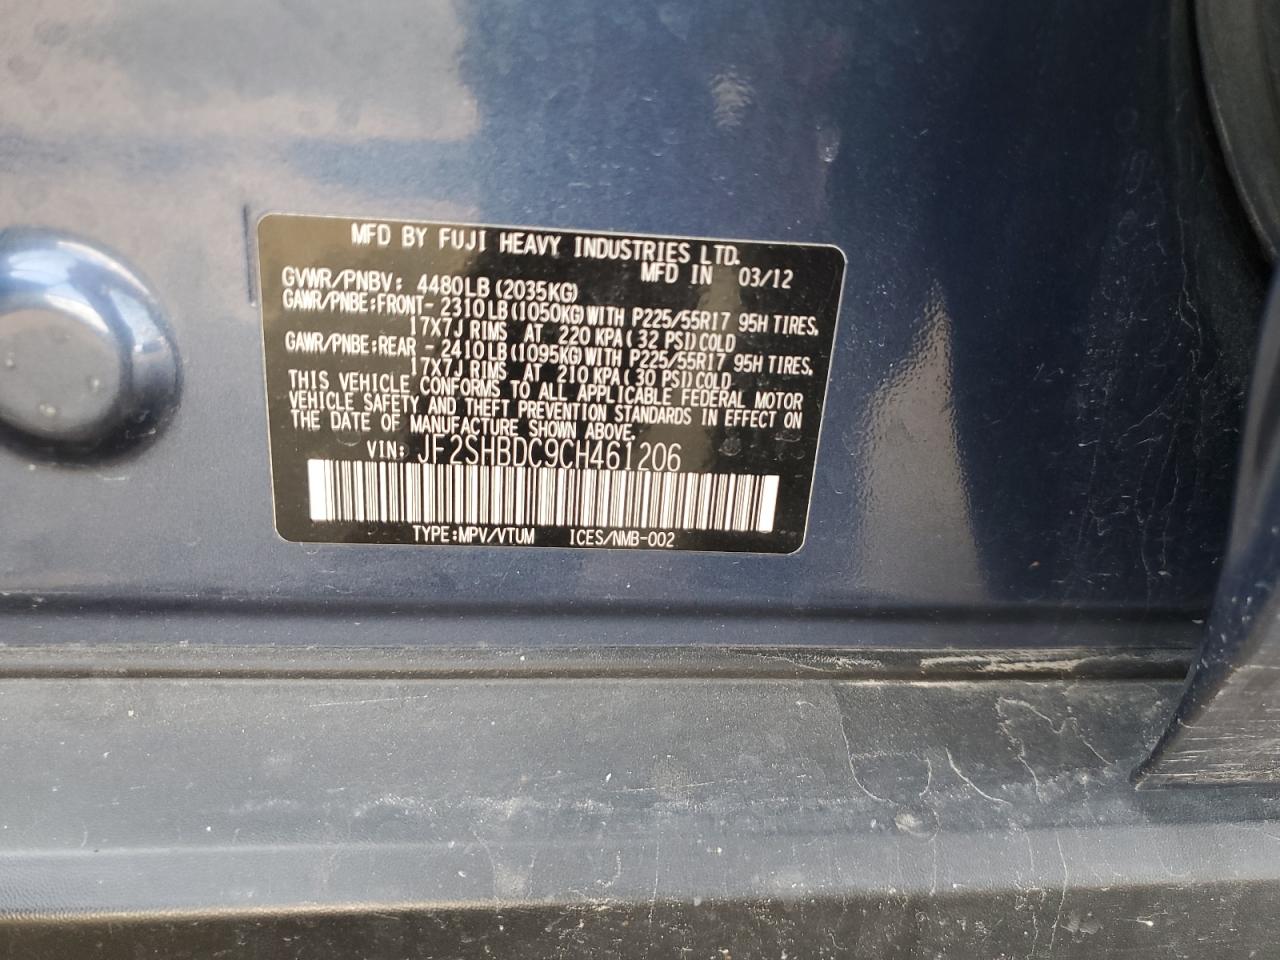 MFD BY FUJI HEAVY INDUSTRIES LTD.
MFD IN 03/12
GVWR/PNBV: 4480LB (2035KG)
GAWR/PNBE:FRONT- 2310LB(1050KG)WITH P225/55R17 95H TIRES,
17X7J RIMS AT 220 KPA( 32 PSI)COLD
GAWR/PNBE:REAR - 2410LB(1095KG)WITH P225/55R17 95H TIRES,
17X7J RIMS AT 210 KPA( 30 PSI)COLD
THIS VEHICLE CONFORMS TO ALL APPLICABLE FEDERAL MOTOR
VEHICLE SAFETY AND THEFT PREVENTION STANDARDS IN EFFECT ON
THE DATE OF MANUFACTURE SHOWN ABOVE.
VIN: JF2SHBDC9CH461206
TYPE:MPV/VTUM ICES/NMB-002